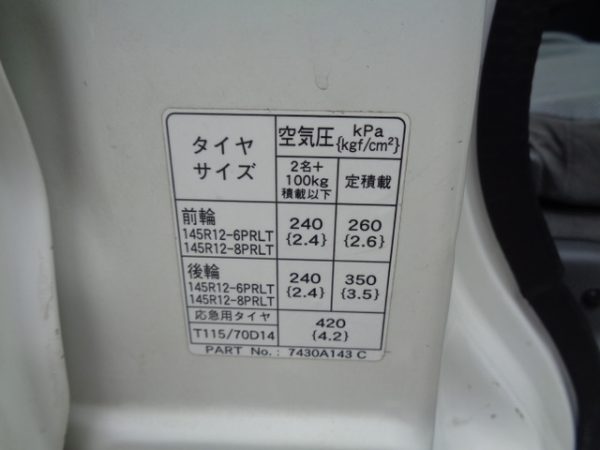 タイヤ
サイズ
空気圧 kPa
{kgf/cm²}
2名+
100kg
積載以下
定積載
前輪
145R12-6PRLT
145R12-8PRLT
240
{2.4}
260
{2.6}
後輪
145R12-6PRLT
145R12-8PRLT
240
{2.4}
350
{3.5}
応急用タイヤ
T115/70D14
420
{4.2}
PART No.: 7430A143 C